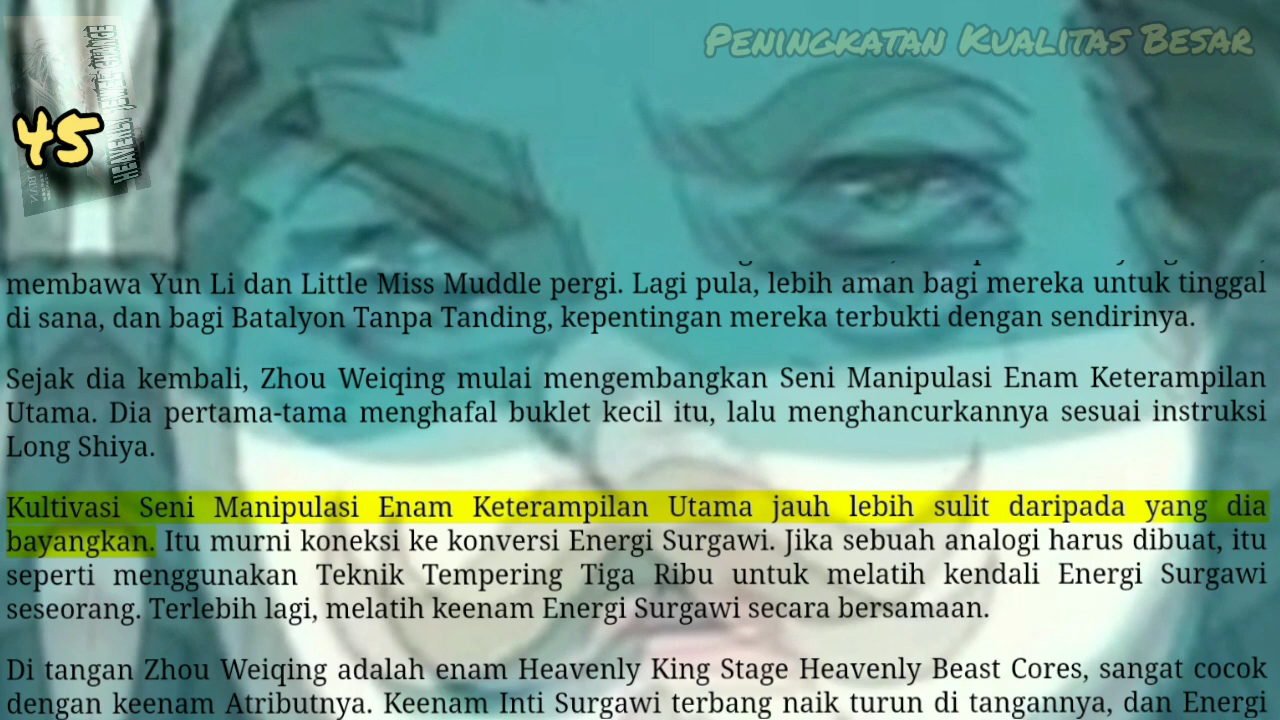 Peningkatan Kualitas Besar
45
HEAVENLY
membawa Yun Li dan Little Miss Muddle pergi. Lagi pula, lebih aman bagi mereka untuk tinggal
di sana, dan bagi Batalyon Tanpa Tanding, kepentingan mereka terbukti dengan sendirinya.
Sejak dia kembali, Zhou Weiqing mulai mengembangkan Seni Manipulasi Enam Keterampilan
Utama. Dia pertama-tama menghafal buklet kecil itu, lalu menghancurkannya sesuai instruksi
Long Shiya.
Kultivasi Seni Manipulasi Enam Keterampilan Utama jauh lebih sulit daripada yang dia
bayangkan. Itu murni koneksi ke konversi Energi Surgawi. Jika sebuah analogi harus dibuat, itu
seperti menggunakan Teknik Tempering Tiga Ribu untuk melatih kendali Energi Surgawi
seseorang. Terlebih lagi, melatih keenam Energi Surgawi secara bersamaan.
Di tangan Zhou Weiqing adalah enam Heavenly King Stage Heavenly Beast Cores, sangat cocok
dengan keenam Atributnya. Keenam Inti Surgawi terbang naik turun di tangannya, dan Energi